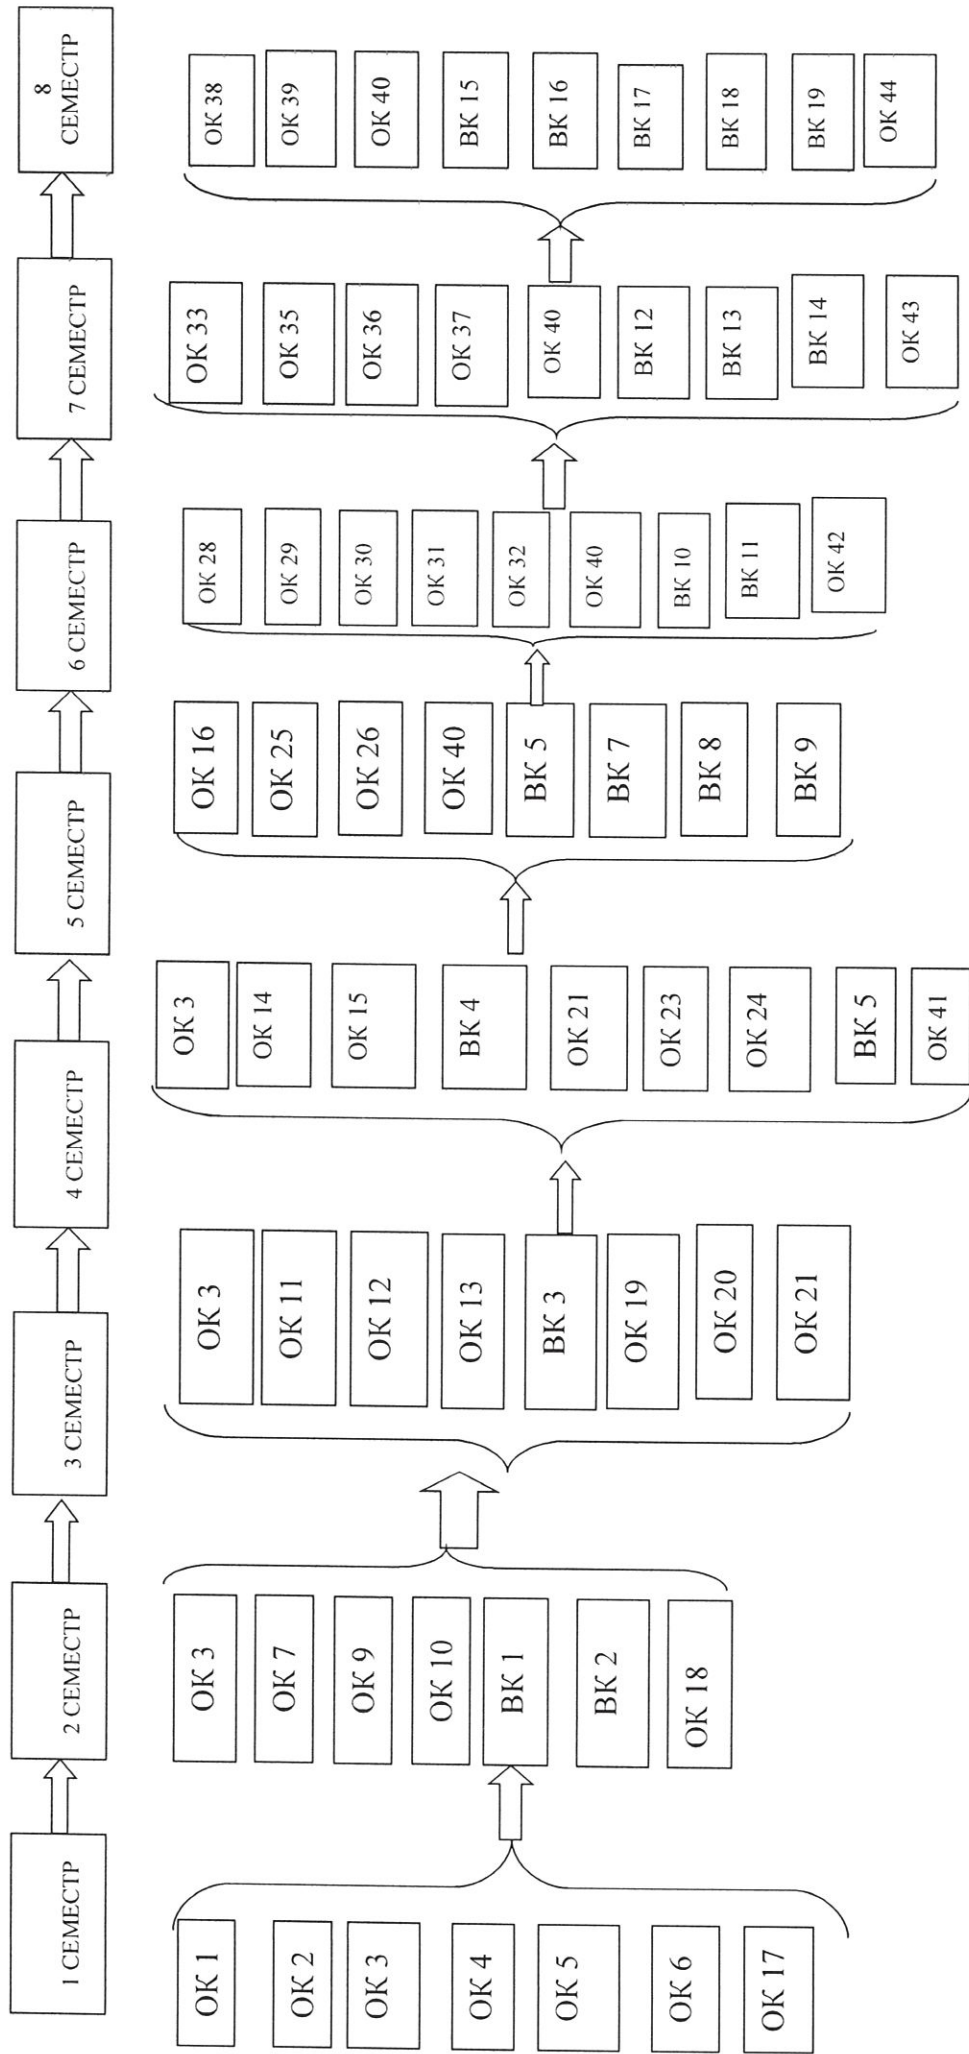 1 СЕМЕСТР
2 СЕМЕСТР
3 СЕМЕСТР
4 СЕМЕСТР
5 СЕМЕСТР
6 СЕМЕСТР
7 СЕМЕСТР
8
СЕМЕСТР
ОК 1
ОК 2
ОК 3
ОК 4
ОК 5
ОК 6
ОК 17
ОК 3
ОК 7
ОК 9
ОК 10
ВК 1
ВК 2
ОК 18
ОК 3
ОК 11
ОК 12
ОК 13
ВК 3
ОК 19
ОК 20
ОК 21
ОК 3
ОК 14
ОК 15
ВК 4
ОК 21
ОК 23
ОК 24
ВК 5
ОК 41
ОК 16
ОК 25
ОК 26
ОК 40
ВК 5
ВК 7
ВК 8
ВК 9
ОК 28
ОК 29
ОК 30
ОК 31
ОК 32
ОК 40
ВК 10
ВК 11
ОК 42
ОК 33
ОК 35
ОК 36
ОК 37
ОК 40
ВК 12
ВК 13
ВК 14
ОК 43
ОК 38
ОК 39
ОК 40
ВК 15
ВК 16
ВК 17
ВК 18
ВК 19
ОК 44